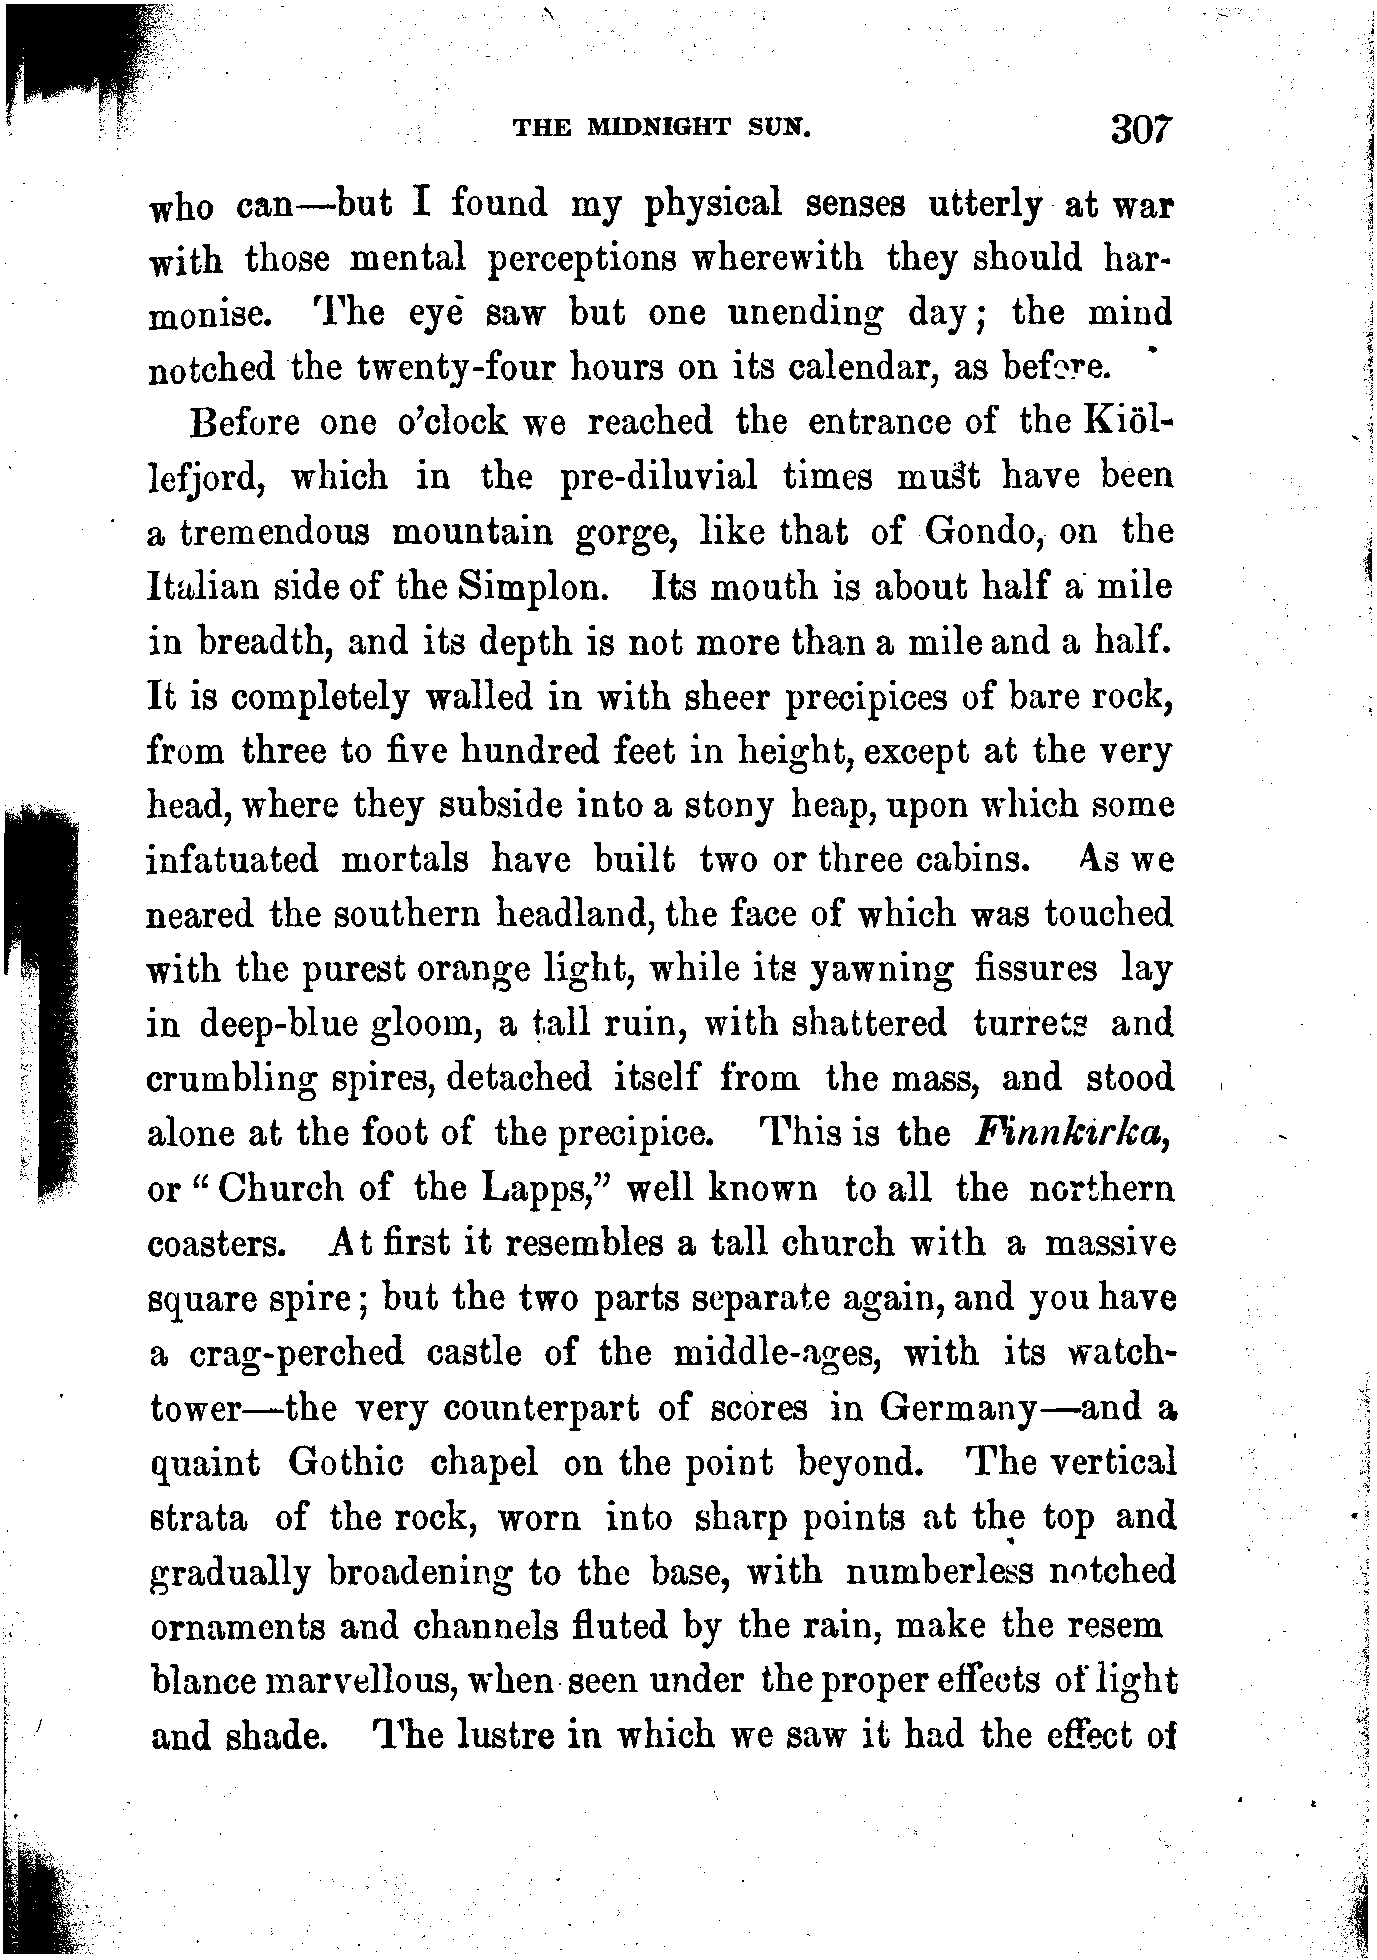 THE MIDNIGHT SUN. 307
who can—but I found my physical senses utterly at war
with those mental perceptions wherewith they should har-
monise. The eye saw but one unending day; the mind
notched the twenty-four hours on its calendar, as before.
Before one o'clock we reached the entrance of the Kiöl-
lefjord, which in the pre-diluvial times must have been
a tremendous mountain gorge, like that of Gondo, on the
Italian side of the Simplon. Its mouth is about half a mile
in breadth, and its depth is not more than a mile and a half.
It is completely walled in with sheer precipices of bare rock,
from three to five hundred feet in height, except at the very
head, where they subside into a stony heap, upon which some
infatuated mortals have built two or three cabins. As we
neared the southern headland, the face of which was touched
with the purest orange light, while its yawning fissures lay
in deep-blue gloom, a tall ruin, with shattered turrets and
crumbling spires, detached itself from the mass, and stood
alone at the foot of the precipice. This is the Finnkirka,
or “Church of the Lapps,” well known to all the northern
coasters. At first it resembles a tall church with a massive
square spire; but the two parts separate again, and you have
a crag-perched castle of the middle-ages, with its watch-
tower—the very counterpart of scores in Germany—and a
quaint Gothic chapel on the point beyond. The vertical
strata of the rock, worn into sharp points at the top and
gradually broadening to the base, with numberless notched
ornaments and channels fluted by the rain, make the resem
blance marvellous, when seen under the proper effects of light
and shade. The lustre in which we saw it had the effect of